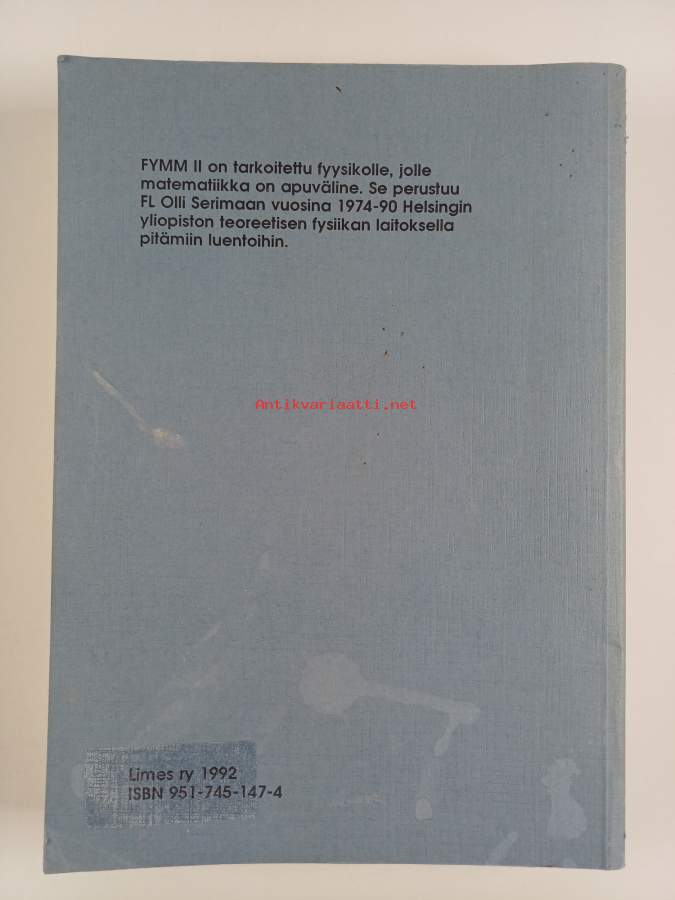 FYMM II on tarkoitettu fyysikolle, jolle
matematiikka on apuväline. Se perustuu
FL Olli Serimaan vuosina 1974-90 Helsingin
yliopiston teoreetisen fysiikan laitoksella
pitämiin luentoihin.
Antikvariaatti.net
Limes ry 1992
ISBN 951-745-147-4